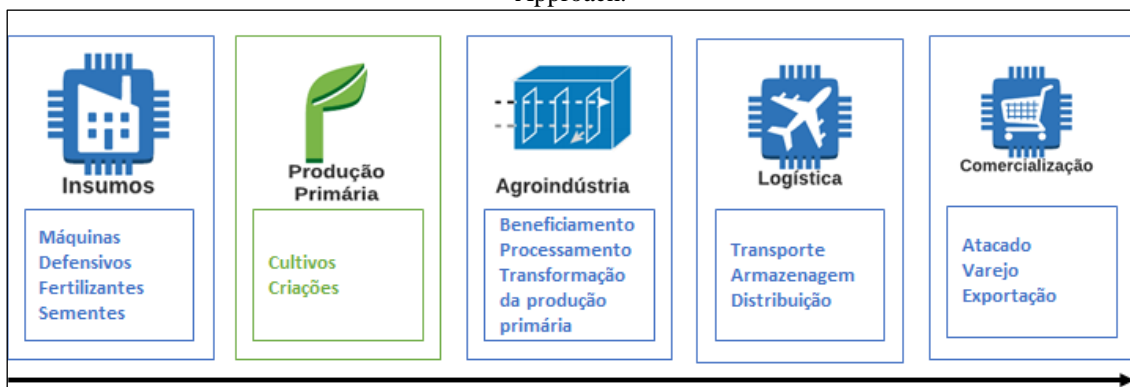 Approach.
Insumos
Máquinas
Defensivos
Fertilizantes
Sementes
Produção
Primária
Cultivos
Criações
Agroindústria
Beneficiamento
Processamento
Transformação
da produção
primária
Logística
Transporte
Armazenagem
Distribuição
Comercialização
Atacado
Varejo
Exportação